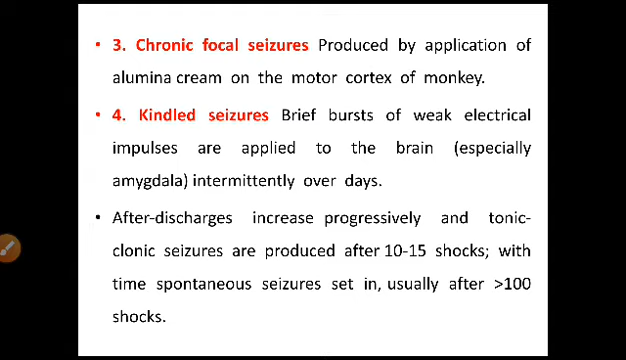 • 3. Chronic focal seizures Produced by application of
alumina cream on the motor cortex of monkey.
• 4. Kindled seizures Brief bursts of weak electrical
impulses are applied to the brain (especially
amygdala) intermittently over days.
• After-discharges increase progressively and tonic-
clonic seizures are produced after 10-15 shocks; with
time spontaneous seizures set in, usually after >100
shocks.